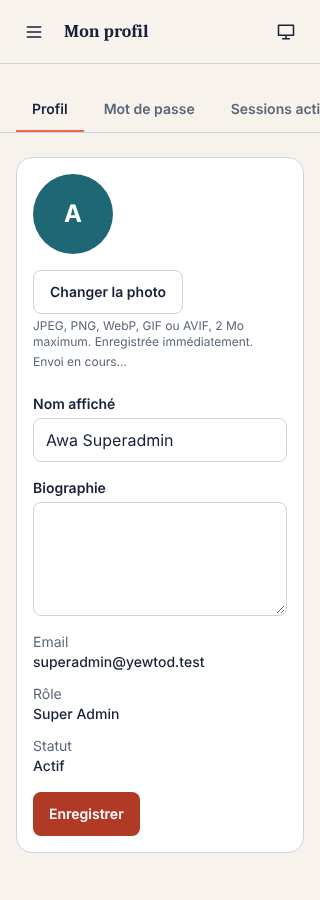 Mon profil
Profil
Mot de passe
Sessions acti
A
Changer la photo
JPEG, PNG, WebP, GIF ou AVIF, 2 Mo
maximum. Enregistrée immédiatement.
Envoi en cours…
Nom affiché
Awa Superadmin
Biographie
Email
superadmin@yewtod.test
Rôle
Super Admin
Statut
Actif
Enregistrer